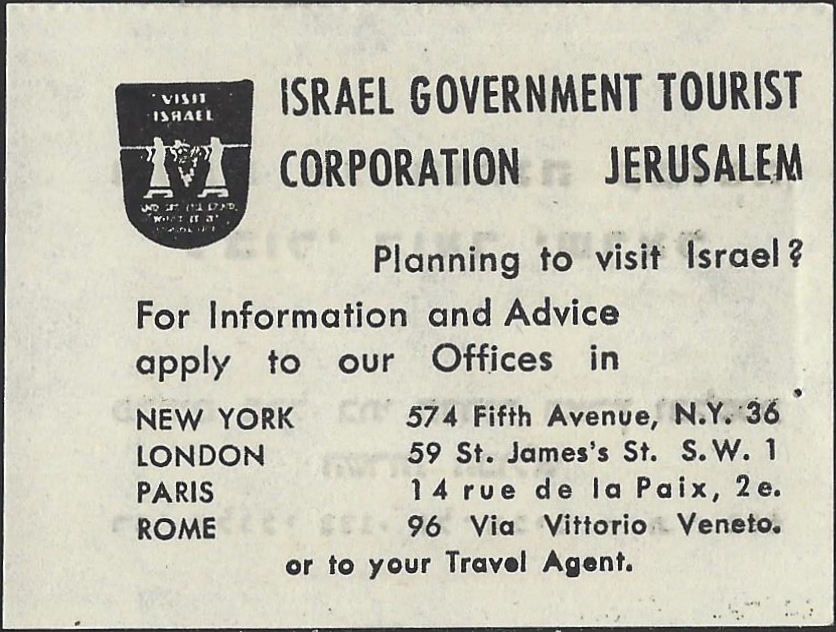 VISIT
ISRAEL
ISRAEL GOVERNMENT TOURIST
CORPORATION JERUSALEM
Planning to visit Israel?
For Information and Advice
apply to our Offices in
NEW YORK 574 Fifth Avenue, N.Y. 36
LONDON 59 St. James's St. S.W. 1
PARIS 14 rue de la Paix, 2e.
ROME 96 Via Vittorio Veneto.
or to your Travel Agent.